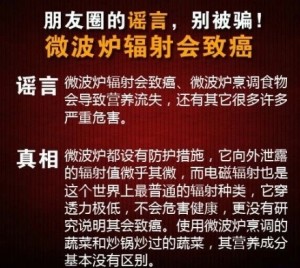 朋友圈的谣言，别被骗！
微波炉辐射会致癌
谣言
微波炉辐射会致癌、微波炉烹调食物
会导致营养流失，还有其它很多许多
严重危害。
真相
微波炉都设有防护措施，它向外泄露
的辐射值微乎其微，而电磁辐射也是
这个世界上最普通的辐射种类，它穿
透力极低，不会危害健康，更没有研
究说明其会致癌。使用微波炉烹调的
蔬菜和炒锅炒过的蔬菜，其营养成分
基本没有区别。